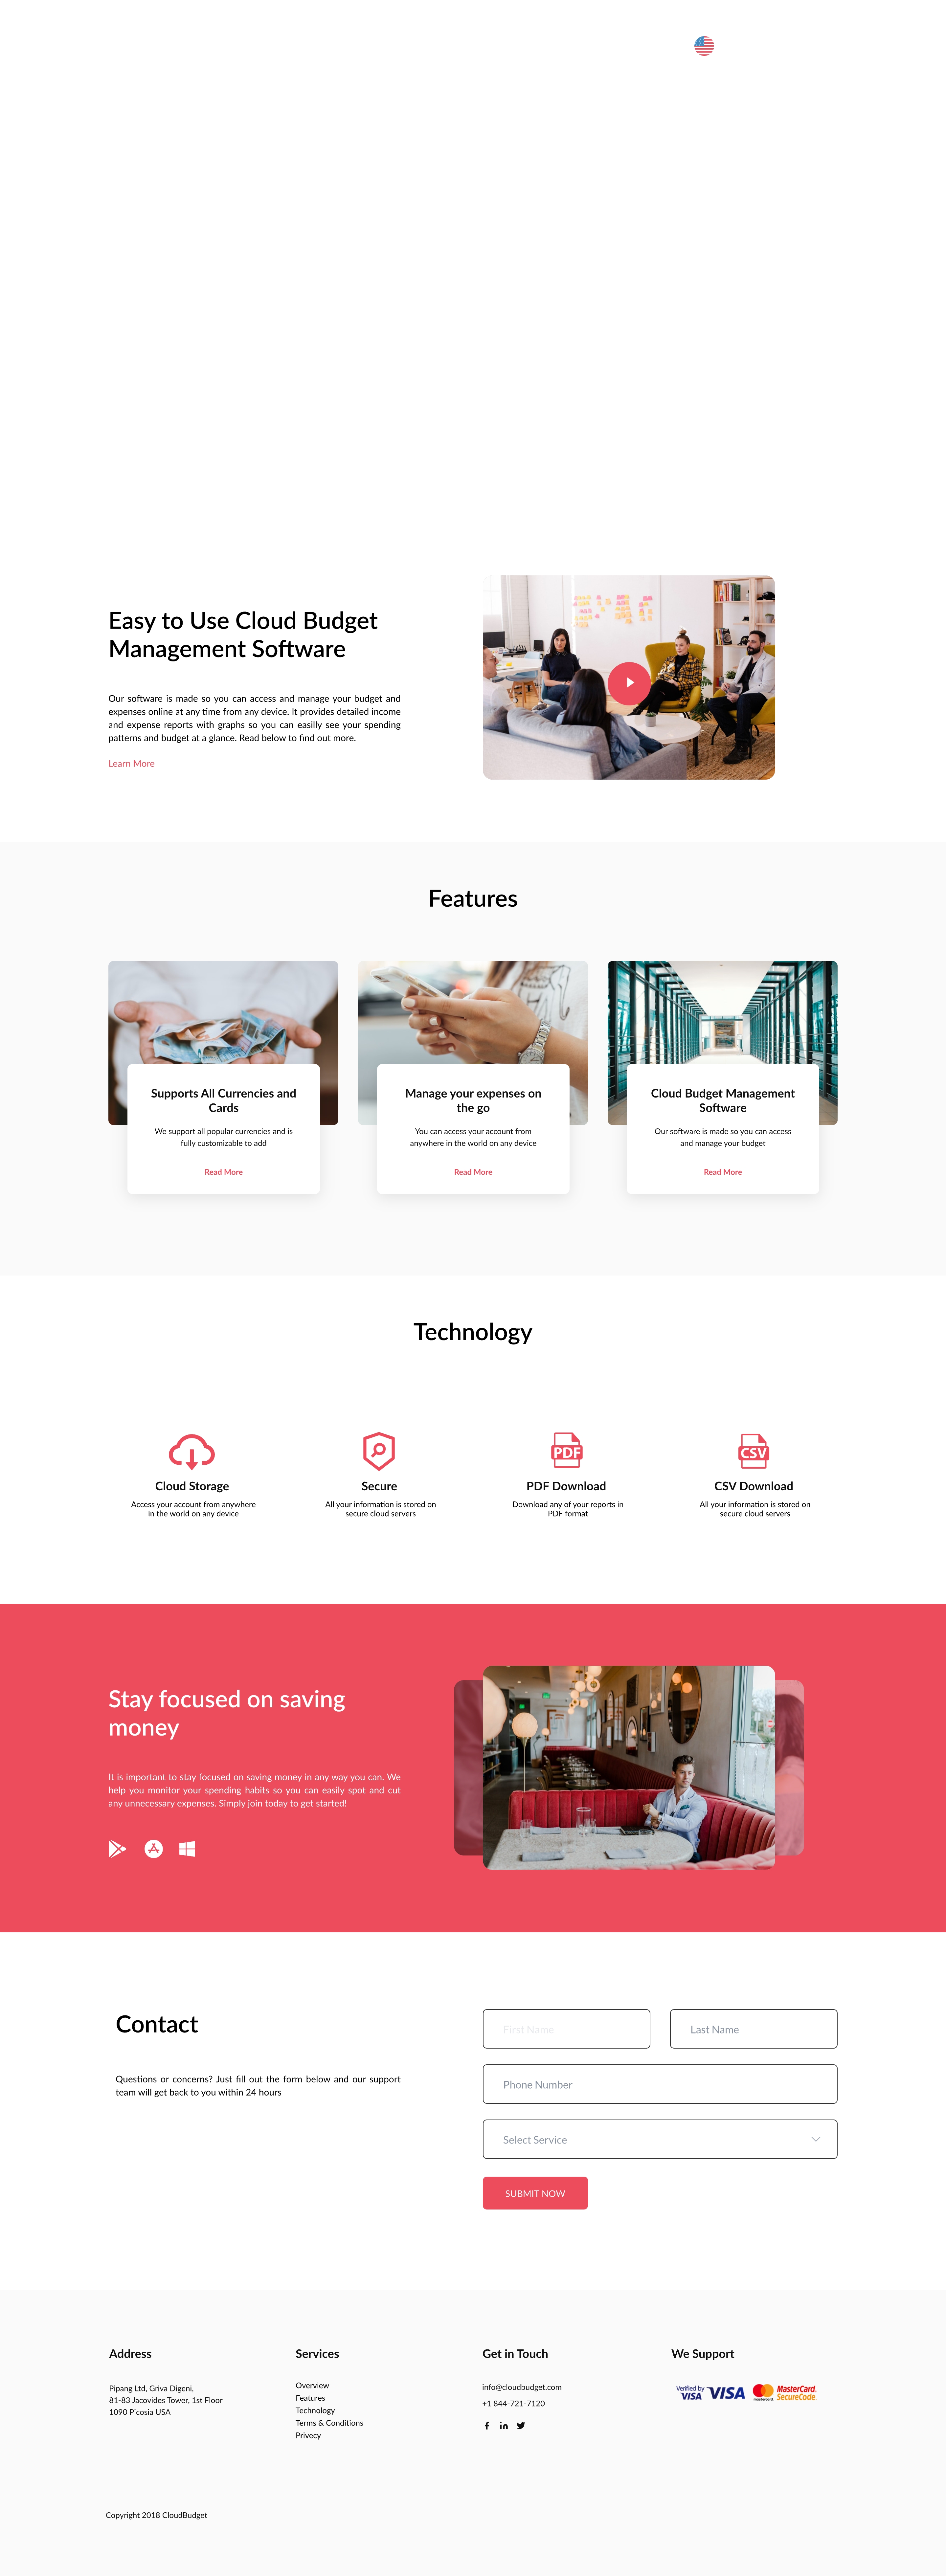 Easy to Use Cloud Budget
Management Software
Our software is made so you can access and manage your budget and
expenses online at any time from any device. It provides detailed income
and expense reports with graphs so you can easilly see your spending
patterns and budget at a glance. Read below to find out more.
Learn More
Features
Supports All Currencies and
Cards
We support all popular currencies and is
fully customizable to add
Read More
Manage your expenses on
the go
You can access your account from
anywhere in the world on any device
Read More
Cloud Budget Management
Software
Our software is made so you can access
and manage your budget
Read More
Technology
Cloud Storage
Access your account from anywhere
in the world on any device
Secure
All your information is stored on
secure cloud servers
PDF
PDF Download
Download any of your reports in
PDF format
CSV
CSV Download
All your information is stored on
secure cloud servers
Stay focused on saving
money
It is important to stay focused on saving money in any way you can. We
help you monitor your spending habits so you can easily spot and cut
any unnecessary expenses. Simply join today to get started!
Contact
Questions or concerns? Just fill out the form below and our support
team will get back to you within 24 hours
First Name
Last Name
Phone Number
Select Service
SUBMIT NOW
Address
Pipang Ltd, Griva Digeni,
81-83 Jacovides Tower, 1st Floor
1090 Picosia USA
Services
Overview
Features
Technology
Terms & Conditions
Privecy
Get in Touch
info@cloudbudget.com
+1 844-721-7120
We Support
Verified by
VISA
VISA
mastercard
MasterCard.
SecureCode.
Copyright 2018 CloudBudget